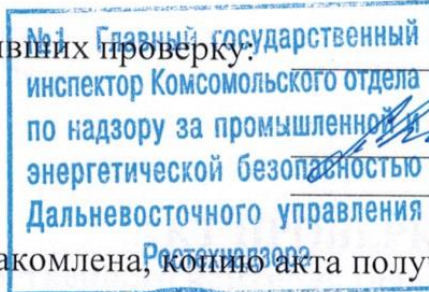 вших проверку:
№1 Главный государственный
инспектор Комсомольского отдела
по надзору за промышленной и
энергетической безопасностью
Дальневосточного управления
Ростехнадзора
акомлена, копию акта получ